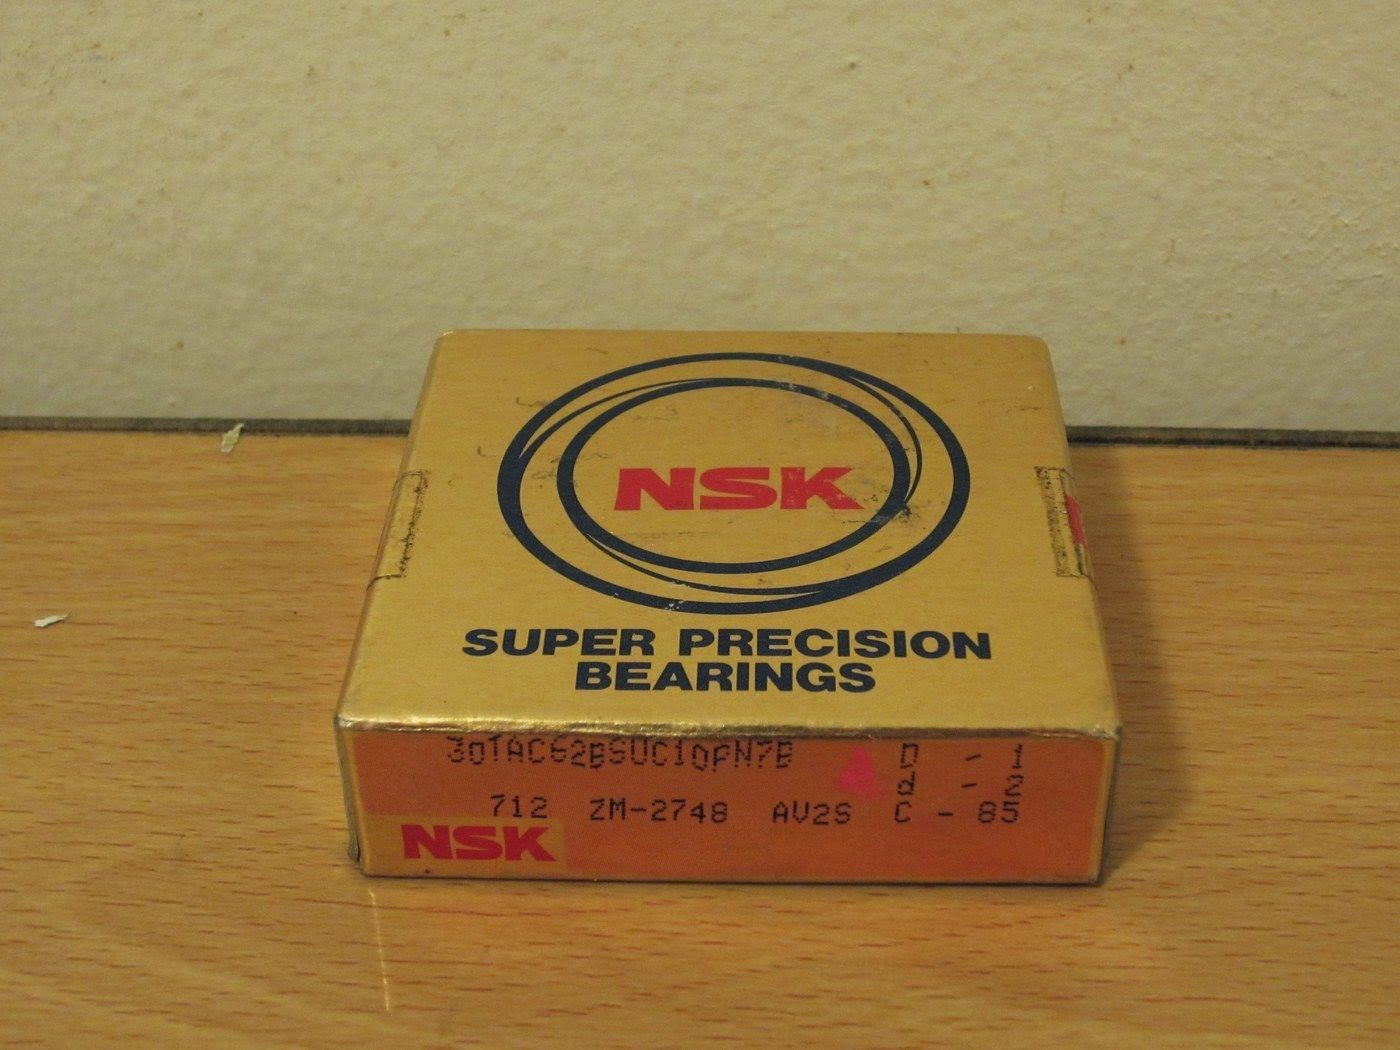 NSK
SUPER PRECISION
BEARINGS
30TAC62BSUC10PN7B D - 1
d - 2
712 ZM-2748 AV2S C - 85
NSK